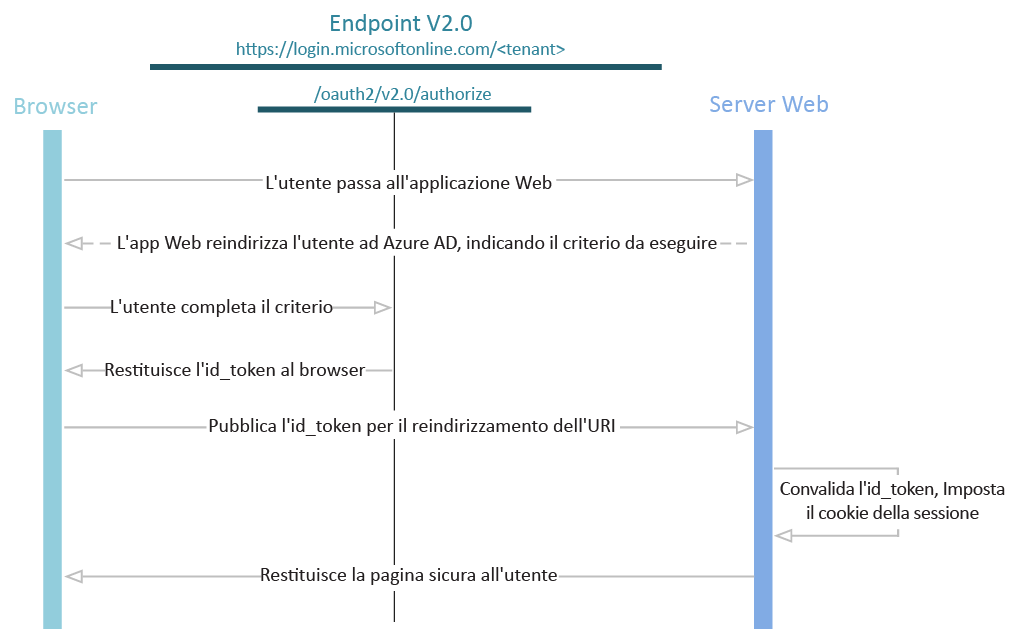 Endpoint V2.0
https://login.microsoftonline.com/<tenant>
/oauth2/v2.0/authorize
Browser
Server Web
L'utente passa all'applicazione Web
L'app Web reindirizza l'utente ad Azure AD, indicando il criterio da eseguire
L'utente completa il criterio
Restituisce l'id_token al browser
Pubblica l'id_token per il reindirizzamento dell'URI
Convalida l'id_token, Imposta
il cookie della sessione
Restituisce la pagina sicura all'utente